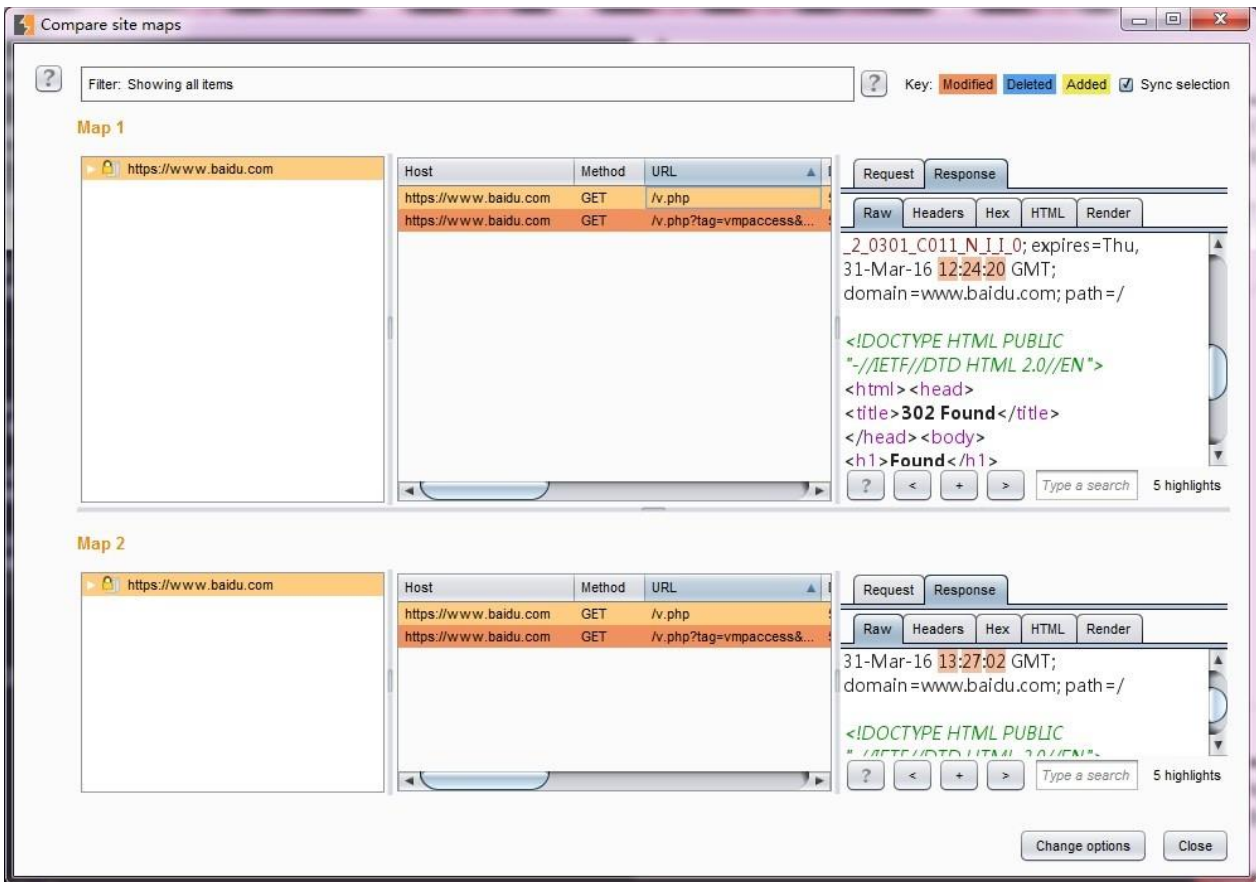 Compare site maps
Filter: Showing all items
Key: Modified Deleted Added Sync selection
Map 1
https://www.baidu.com
Host Method URL
https://www.baidu.com GET /v.php
https://www.baidu.com GET /v.php?tag=vmpaccess&...
Request Response
Raw Headers Hex HTML Render
_2_0301_C011_N_I_I_0; expires=Thu,
31-Mar-16 12:24:20 GMT;
domain=www.baidu.com; path=/
<!DOCTYPE HTML PUBLIC
"-//IETF//DTD HTML 2.0//EN">
<html><head>
<title>302 Found</title>
</head><body>
<h1>Found</h1>
? < + > Type a search 5 highlights
Map 2
https://www.baidu.com
Host Method URL
https://www.baidu.com GET /v.php
https://www.baidu.com GET /v.php?tag=vmpaccess&...
Request Response
Raw Headers Hex HTML Render
31-Mar-16 13:27:02 GMT;
domain=www.baidu.com; path=/
<!DOCTYPE HTML PUBLIC
"-//IETF//DTD HTML 2.0//EN">
? < + > Type a search 5 highlights
Change options Close